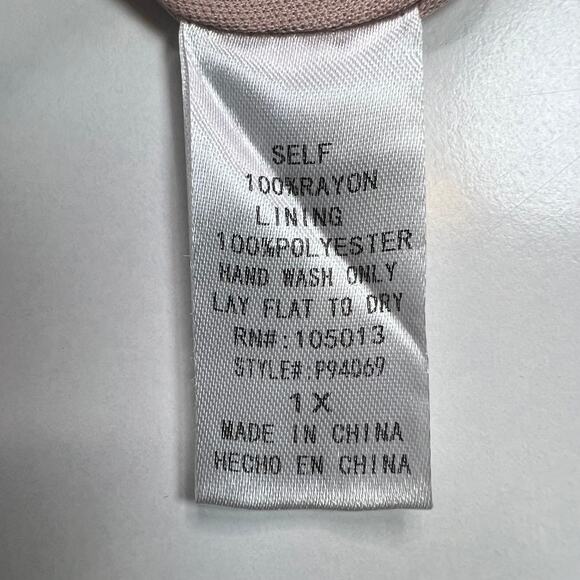 SELF
100%RAYON
LINING
100%POLYESTER
HAND WASH ONLY
LAY FLAT TO DRY
RN#:105013
STYLE#:P94069
1X
MADE IN CHINA
HECHO EN CHINA